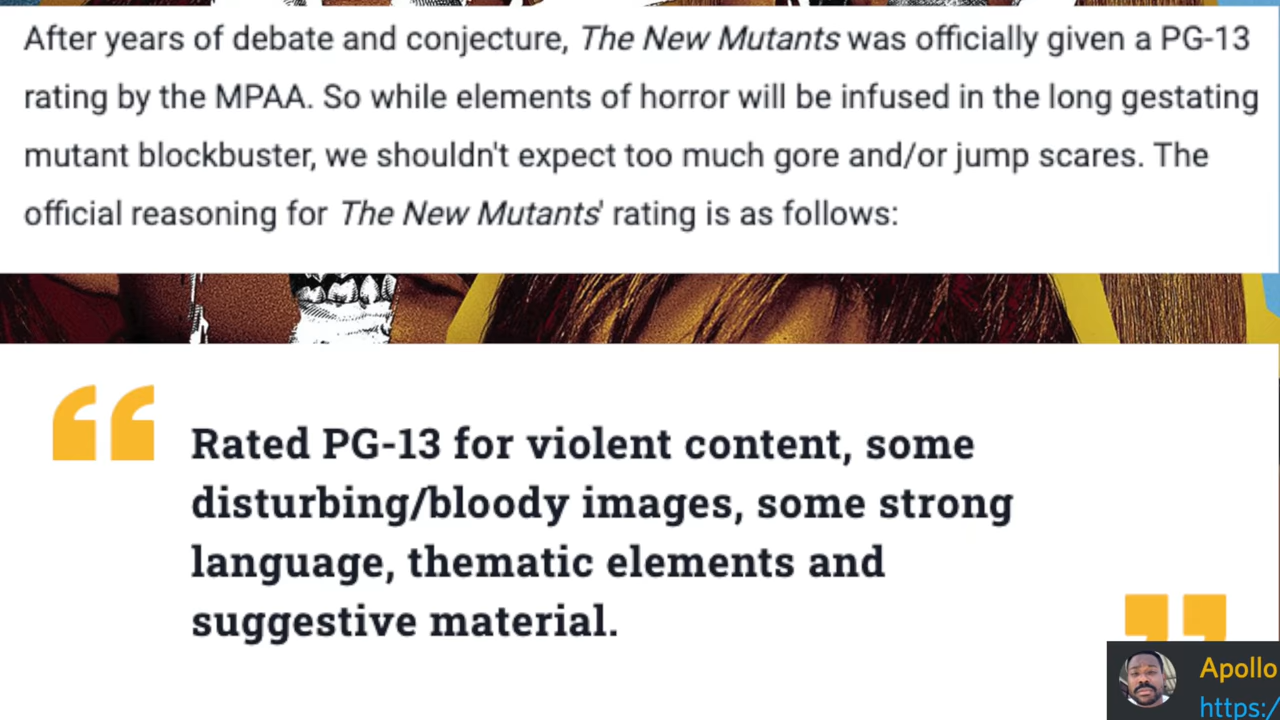 After years of debate and conjecture, The New Mutants was officially given a PG-13
rating by the MPAA. So while elements of horror will be infused in the long gestating
mutant blockbuster, we shouldn't expect too much gore and/or jump scares. The
official reasoning for The New Mutants' rating is as follows:
“
Rated PG-13 for violent content, some
disturbing/bloody images, some strong
language, thematic elements and
suggestive material.
”
Apollo
https:/